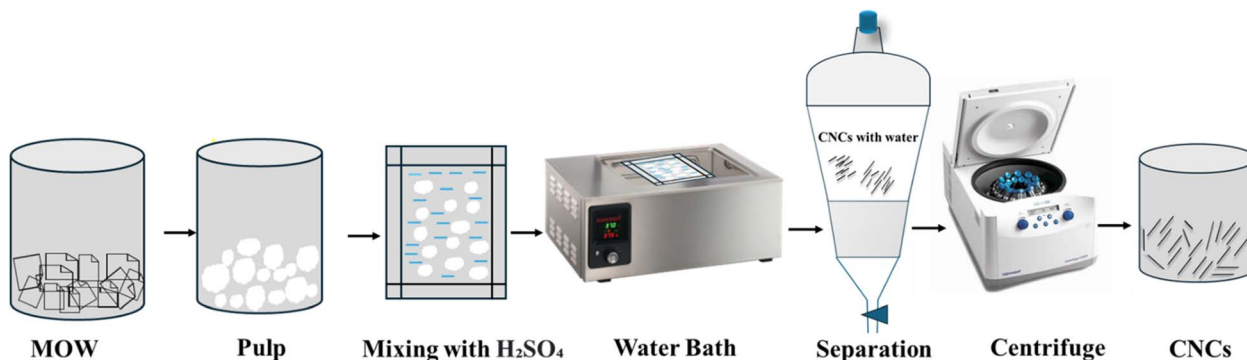 CNCs with water
MOW
Pulp
Mixing with H₂SO₄
Water Bath
Separation
Centrifuge
CNCs